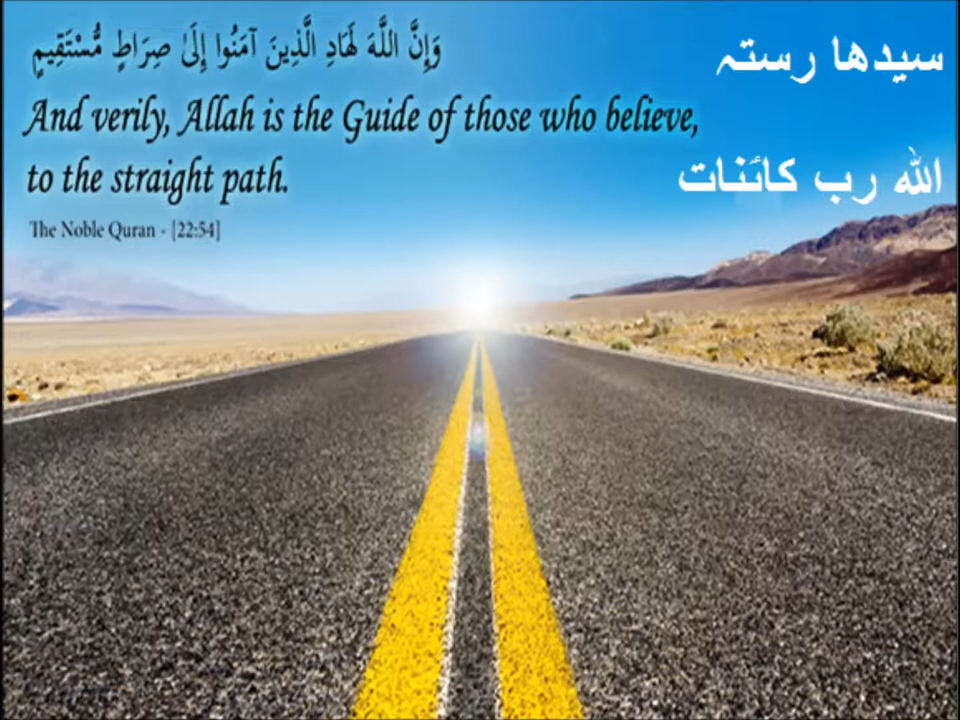 وَإِنَّ اللَّهَ لَهَادِ الَّذِينَ آمَنُوا إِلَىٰ صِرَاطٍ مُّسْتَقِيمٍ
And verily, Allah is the Guide of those who believe,
to the straight path.
The Noble Quran - [22:54]
سیدھا رستہ
اللہ رب کائنات